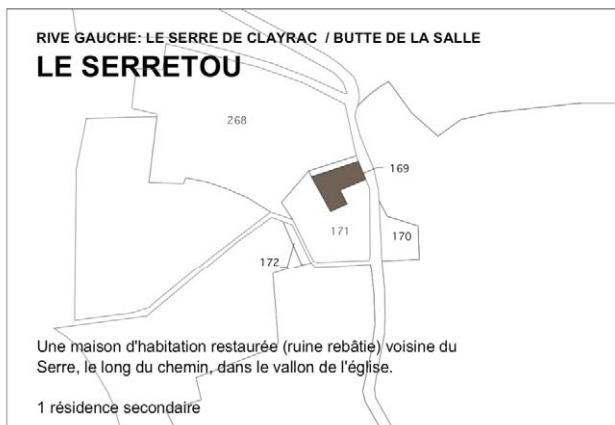 RIVE GAUCHE: LE SERRE DE CLAYRAC / BUTTE DE LA SALLE
LE SERRETOU
268
169
171
170
172
Une maison d'habitation restaurée (ruine rebâtie) voisine du
Serre, le long du chemin, dans le vallon de l'église.
1 résidence secondaire